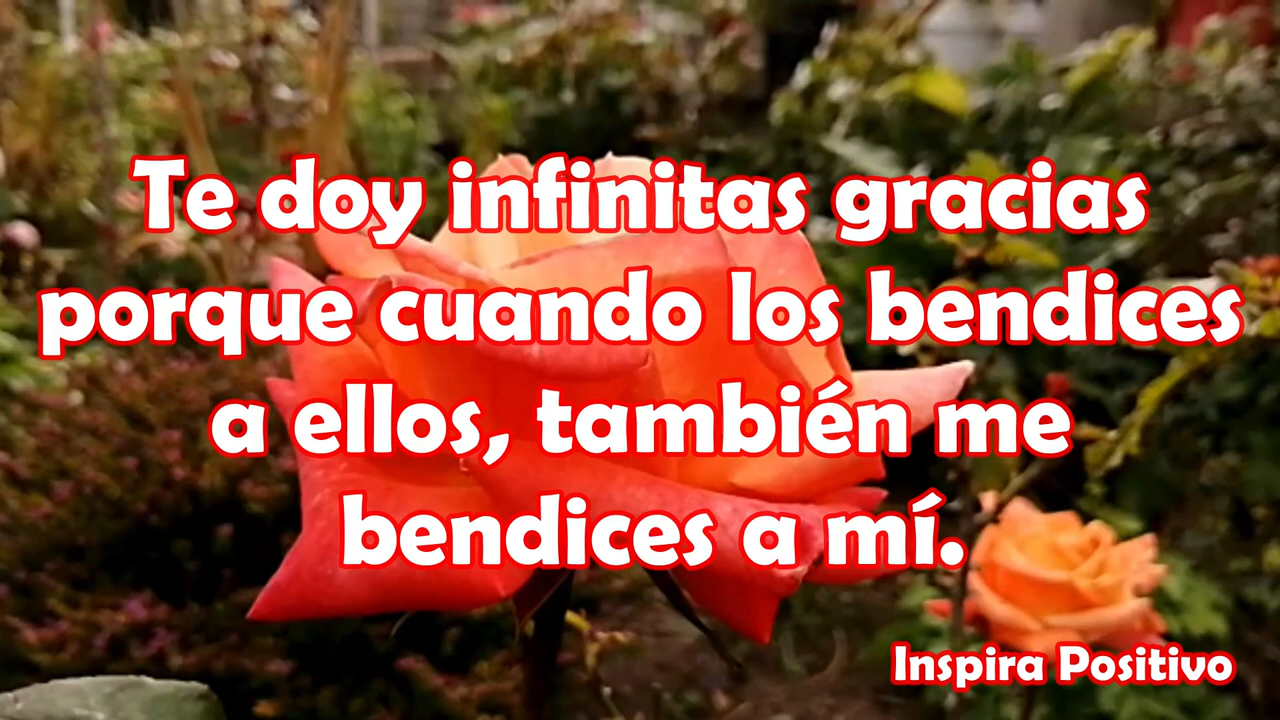 Te doy infinitas gracias
porque cuando los bendices
a ellos, también me
bendices a mí.
Inspira Positivo